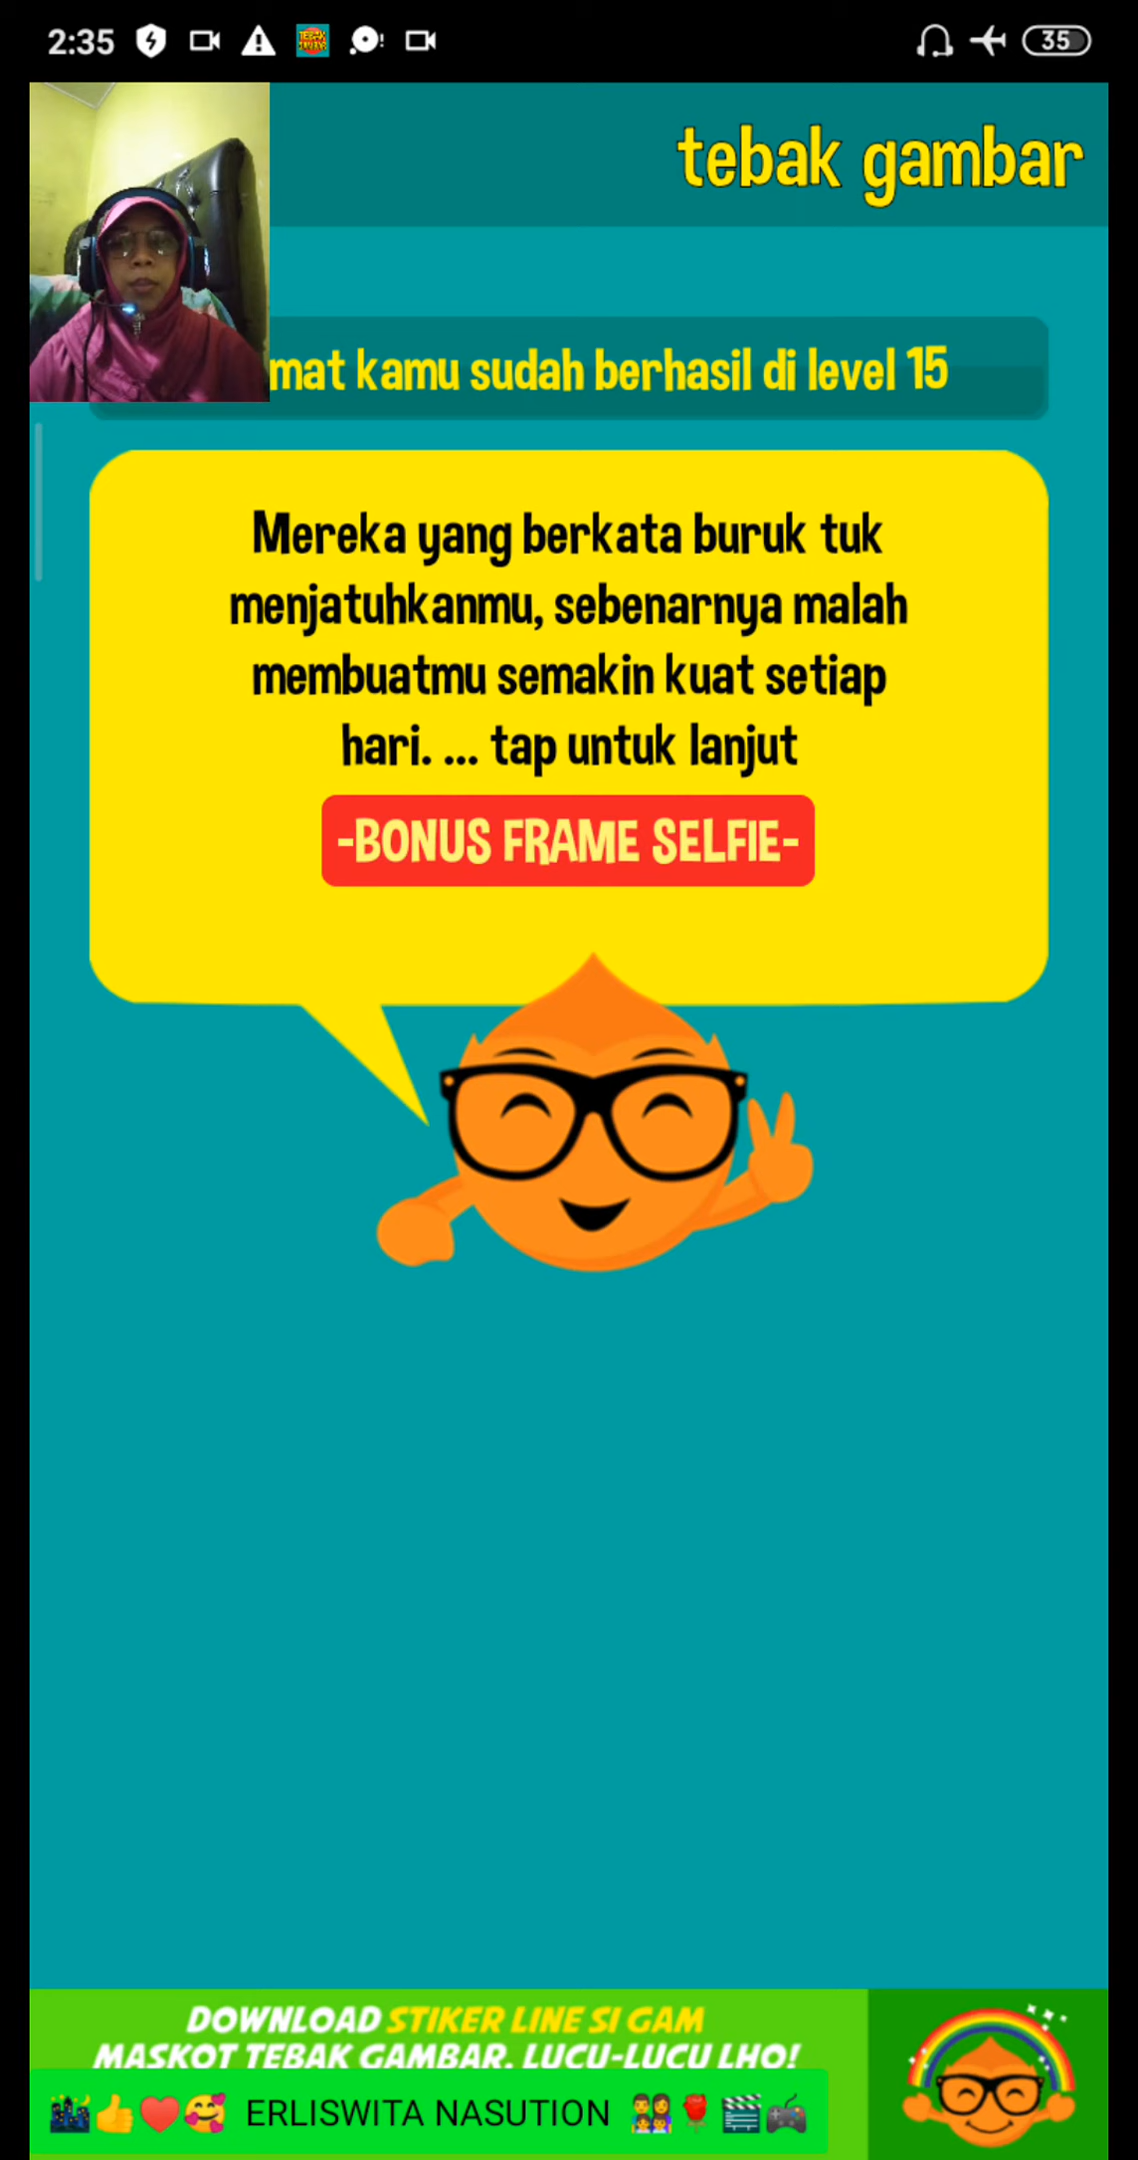 2:35
35
tebak gambar
mat kamu sudah berhasil di level 15
Mereka yang berkata buruk tuk
menjatuhkanmu, sebenarnya malah
membuatmu semakin kuat setiap
hari. ... tap untuk lanjut
-BONUS FRAME SELFIE-
DOWNLOAD STIKER LINE SI GAM
MASKOT TEBAK GAMBAR. LUCU-LUCU LHO!
ERLISWITA NASUTION